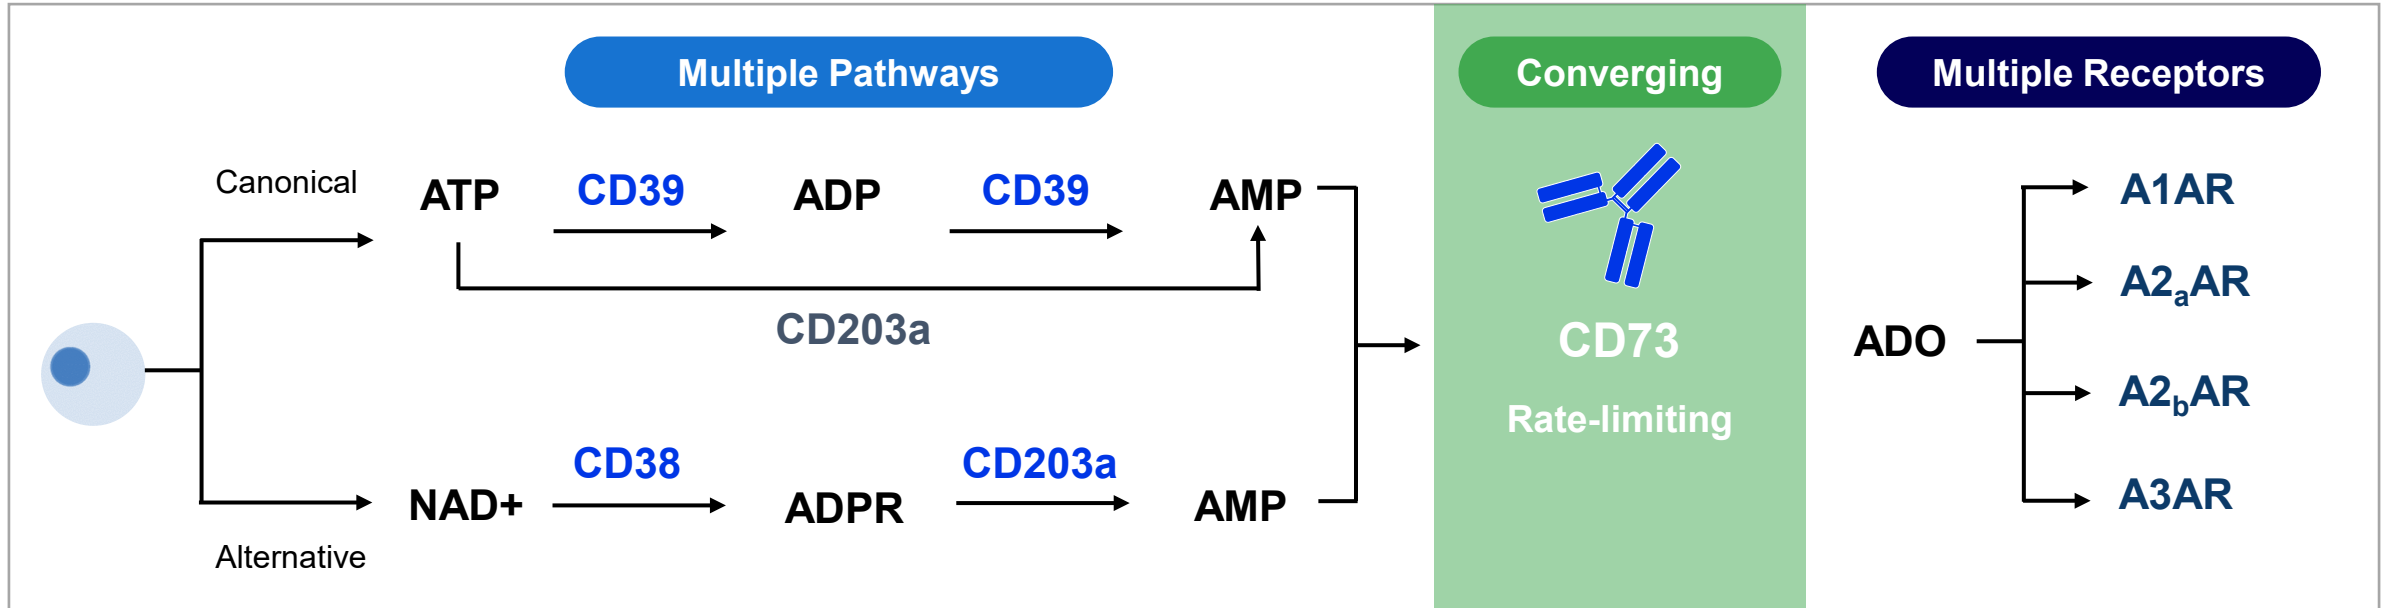 Multiple Pathways
Converging
Multiple Receptors
Canonical
ATP CD39 ADP CD39 AMP
CD203a
CD73
Rate-limiting
ADO
A1AR
A2aAR
A2bAR
A3AR
NAD+ CD38 ADPR CD203a AMP
Alternative